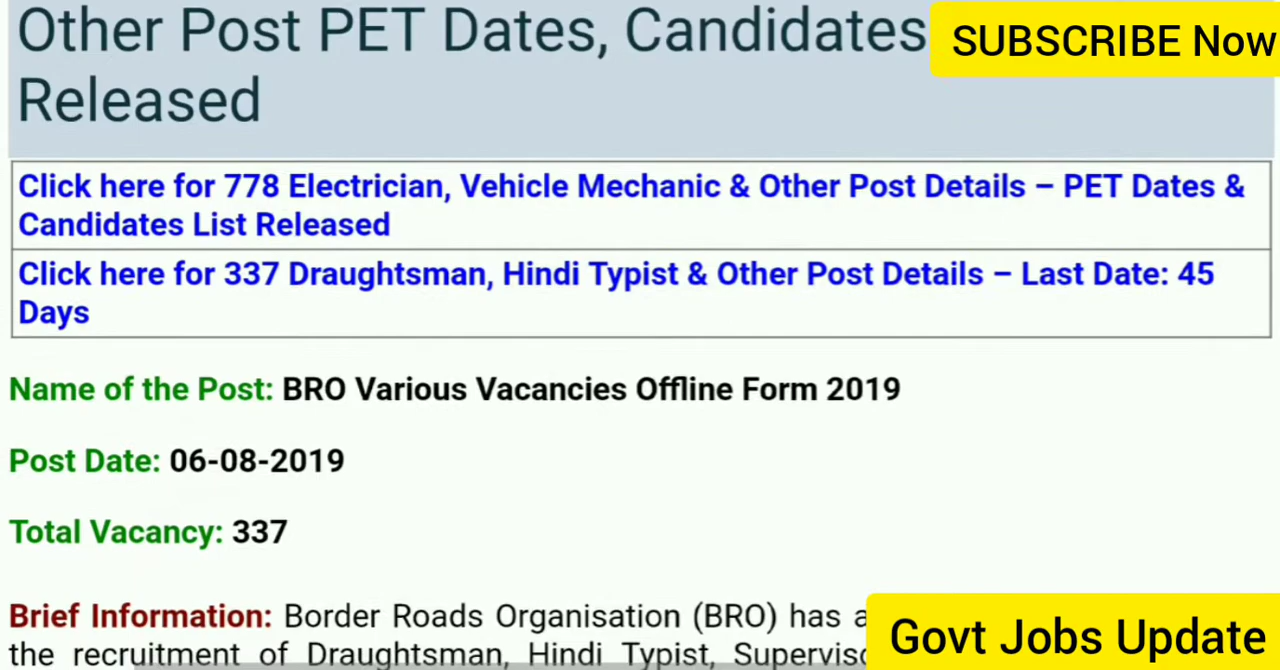 Other Post PET Dates, Candidates
SUBSCRIBE Now
Released
Click here for 778 Electrician, Vehicle Mechanic & Other Post Details – PET Dates &
Candidates List Released
Click here for 337 Draughtsman, Hindi Typist & Other Post Details – Last Date: 45
Days
Name of the Post: BRO Various Vacancies Offline Form 2019
Post Date: 06-08-2019
Total Vacancy: 337
Brief Information: Border Roads Organisation (BRO) has
the recruitment of Draughtsman, Hindi Typist,
Govt Jobs Update